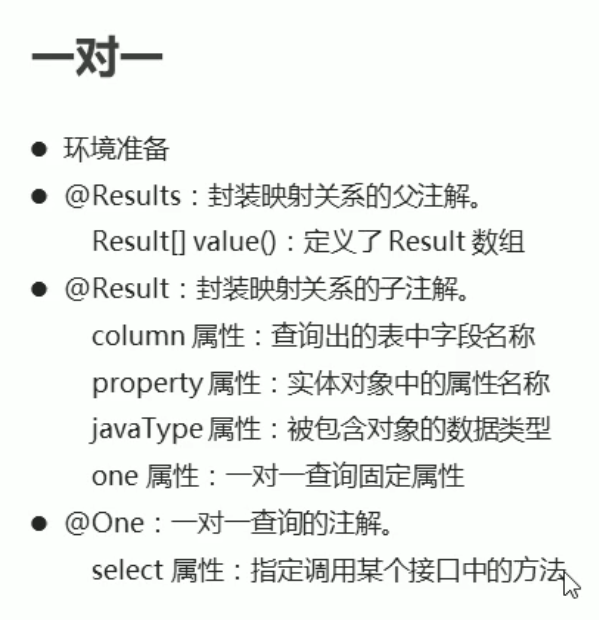 一对一
● 环境准备
● @Results：封装映射关系的父注解。
Result[] value()：定义了 Result 数组
● @Result：封装映射关系的子注解。
column 属性：查询出的表中字段名称
property 属性：实体对象中的属性名称
javaType 属性：被包含对象的数据类型
one 属性：一对一查询固定属性
● @One：一对一查询的注解。
select 属性：指定调用某个接口中的方法